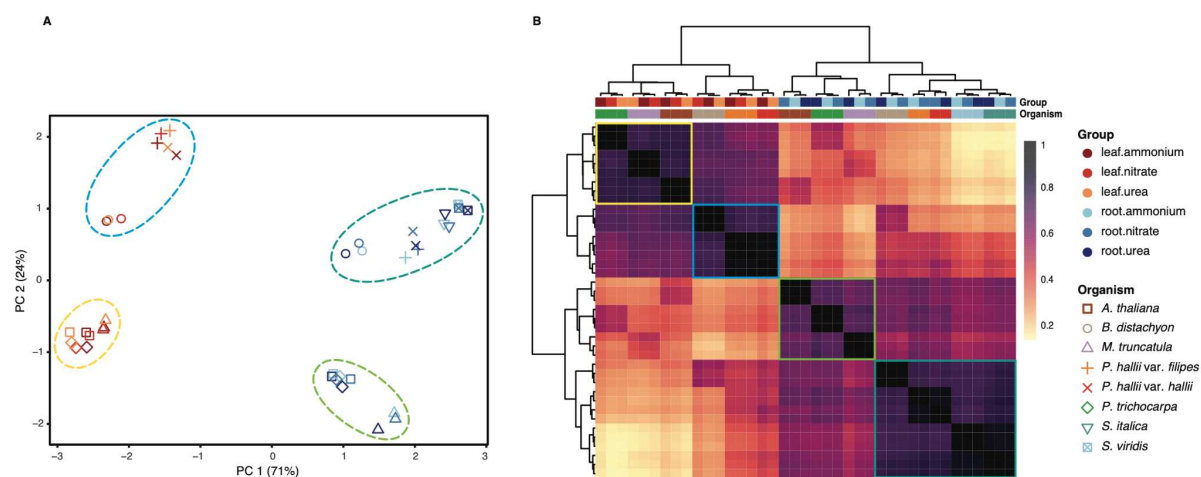 A
B
Group
Organism
2
1
0
−1
−2
PC 2 (24%)
−3
−2
−1
0
1
2
3
PC 1 (71%)
1
0.8
0.6
0.4
0.2
Group
leaf.ammonium
leaf.nitrate
leaf.urea
root.ammonium
root.nitrate
root.urea
Organism
A. thaliana
B. distachyon
M. truncatula
P. hallii var. filipes
P. hallii var. hallii
P. trichocarpa
S. italica
S. viridis